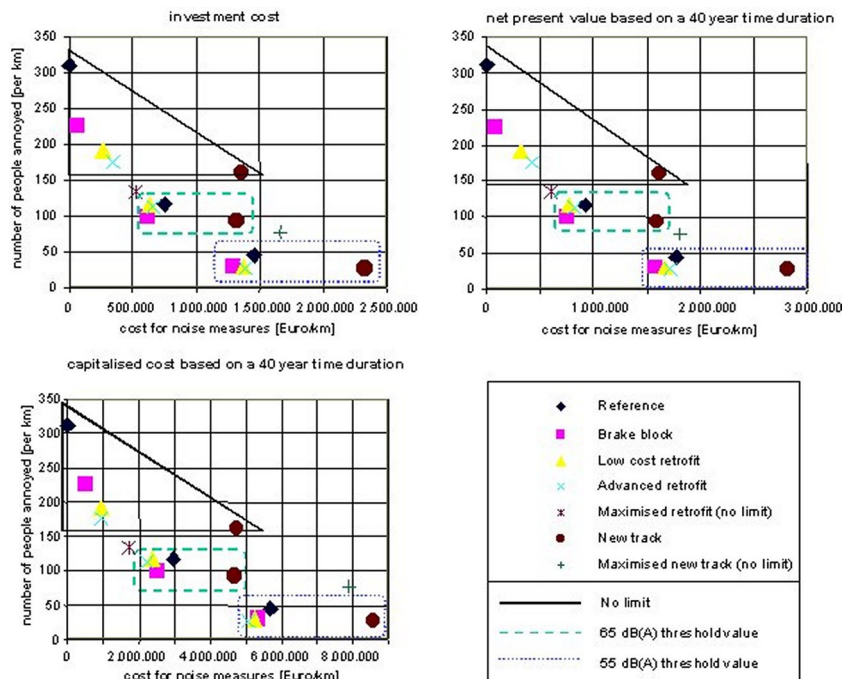 investment cost
number of people annoyed [per km]
350
300
250
200
150
100
50
0
0 500.000 1.000.000 1.500.000 2.000.000 2.500.000
cost for noise measures [Euro/km]
net present value based on a 40 year time duration
number of people annoyed [per km]
350
300
250
200
150
100
50
0
0 1 000.000 2 000.000 3 000.000
cost for noise measures [Euro/km]
capitalised cost based on a 40 year time duration
number of people annoyed [per km]
400
350
300
250
200
150
100
50
0
0 2 000.000 4 000.000 6 000.000 8 000.000
cost for noise measures [Euro/km]
Reference
Brake block
Low cost retrofit
Advanced retrofit
Maximised retrofit (no limit)
New track
Maximised new track (no limit)
No limit
65 dB(A) threshold value
55 dB(A) threshold value